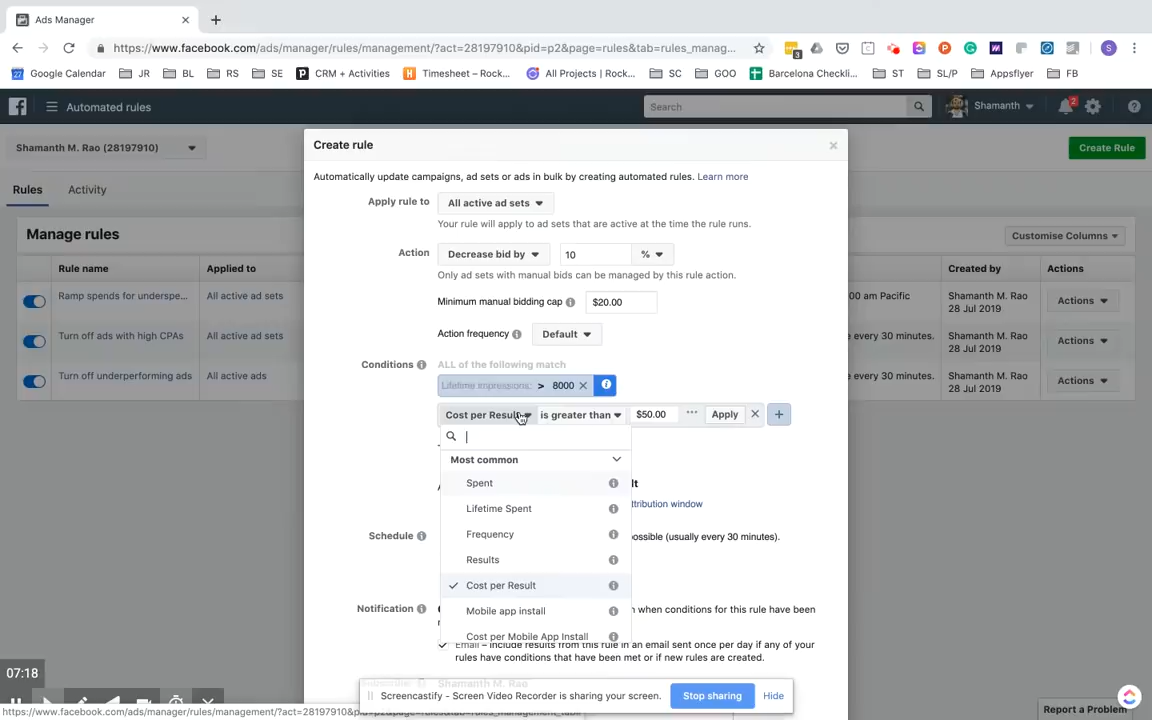 Ads Manager
https://www.facebook.com/ads/manager/rules/management/?act=28197910&pid=p2&page=rules&tab=rules_manag...
Google Calendar JR BL RS SE CRM + Activities Timesheet – Rock... All Projects | Rock... SC GOO Barcelona Checkli... ST SL/P Appsflyer FB
Automated rules Search Shamanth 2
Shamanth M. Rao (28197910) Create rule Create Rule
Automatically update campaigns, ad sets or ads in bulk by creating automated rules. Learn more
Rules Activity
Apply rule to All active ad sets
Your rule will apply to ad sets that are active at the time the rule runs.
Manage rules Customise Columns
Action Decrease bid by 10 %
Rule name Applied to Created by Actions
Only ad sets with manual bids can be managed by this rule action.
Ramp spends for underspe... All active ad sets 00 am Pacific Shamanth M. Rao Actions
28 Jul 2019
Minimum manual bidding cap $20.00
Turn off ads with high CPAs All active ad sets e every 30 minutes. Shamanth M. Rao Actions
28 Jul 2019
Action frequency Default
Conditions ALL of the following match
Turn off underperforming ads All active ads e every 30 minutes. Shamanth M. Rao Actions
28 Jul 2019
Lifetime impressions: > 8000
Cost per Result is greater than $50.00 ••• Apply
Most common
Spent
lt
Lifetime Spent
ttribution window
Frequency
Schedule possible (usually every 30 minutes).
Results
Cost per Result
Mobile app install
Notification n when conditions for this rule have been
Cost per Mobile App Install
Email – Include results from this rule in an email sent once per day if any of your
rules have conditions that have been met or if new rules are created.
Shamanth M. Rao
07:18
Screencastify - Screen Video Recorder is sharing your screen. Stop sharing Hide
https://www.facebook.com/ads/manager/rules/management/?act=28197910&pid=p2&page=rules&tab=rules_management_table
Report a Problem